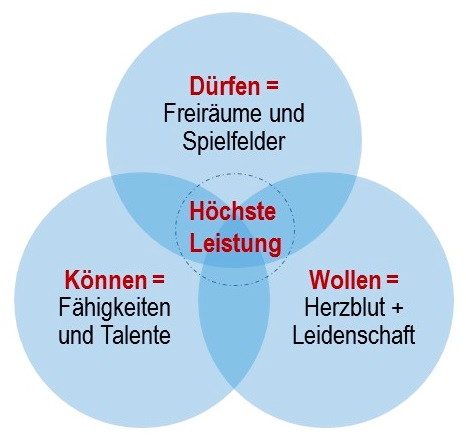 Dürfen =
Freiräume und
Spielfelder
Höchste
Leistung
Können =
Fähigkeiten
und Talente
Wollen =
Herzblut +
Leidenschaft